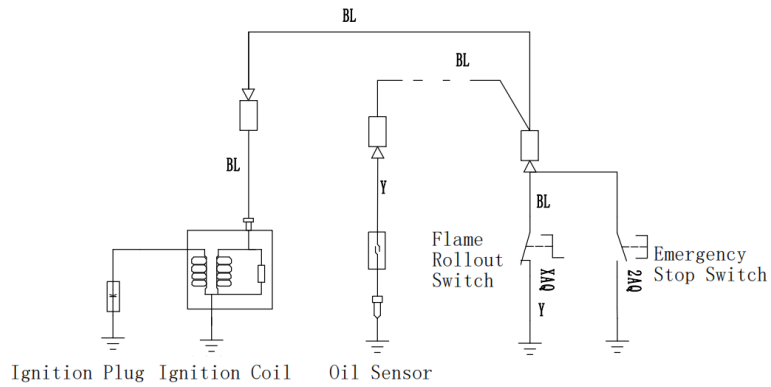 BL
BL
BL
Y
BL
Flame
Rollout
Switch
Emergency
Stop Switch
XAQ
2AQ
Y
Ignition Plug
Ignition Coil
Oil Sensor